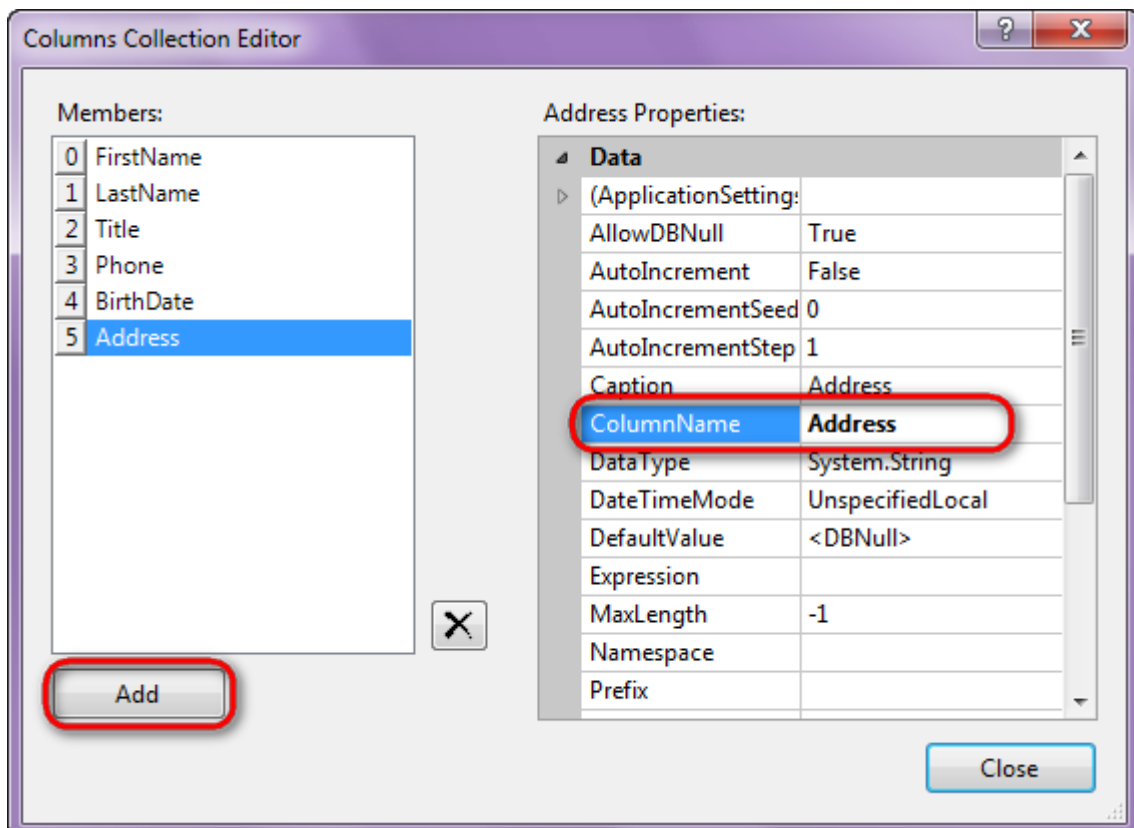 Columns Collection Editor
?
Members:
0 FirstName
1 LastName
2 Title
3 Phone
4 BirthDate
5 Address
Add
Address Properties:
Data
(ApplicationSettings
AllowDBNull True
AutoIncrement False
AutoIncrementSeed 0
AutoIncrementStep 1
Caption Address
ColumnName Address
DataType System.String
DateTimeMode UnspecifiedLocal
DefaultValue <DBNull>
Expression
MaxLength -1
Namespace
Prefix
Close